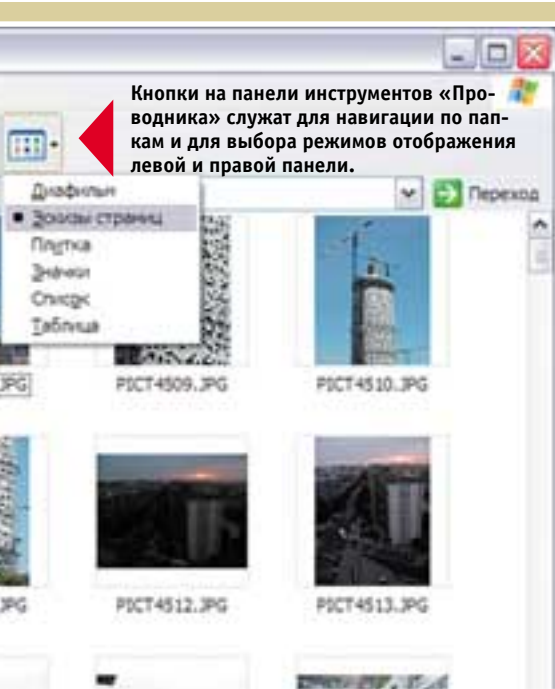 Кнопки на панели инструментов «Про-
водника» служат для навигации по пап-
кам и для выбора режимов отображения
левой и правой панели.
Диафильм
Переход
Эскизы страниц
Плитка
Значки
Список
Таблица
JPG
PICT4509.JPG
PICT4510.JPG
JPG
PICT4512.JPG
PICT4513.JPG